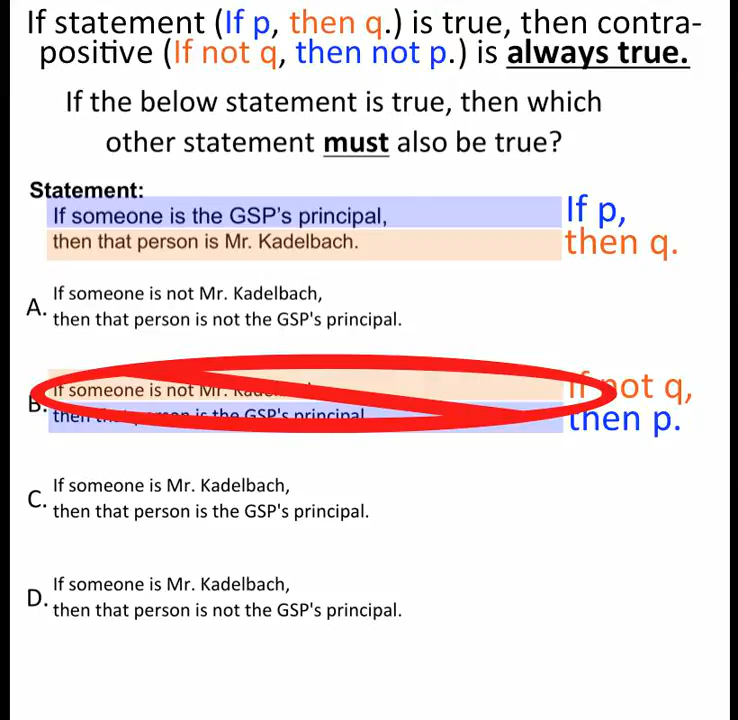 If statement (If p, then q.) is true, then contra-
positive (If not q, then not p.) is always true.
If the below statement is true, then which
other statement must also be true?
Statement:
If someone is the GSP's principal, If p,
then that person is Mr. Kadelbach. then q.
A. If someone is not Mr. Kadelbach,
then that person is not the GSP's principal.
B. If someone is not Mr. If not q,
then person is the GSP's principal then p.
C. If someone is Mr. Kadelbach,
then that person is the GSP's principal.
D. If someone is Mr. Kadelbach,
then that person is not the GSP's principal.